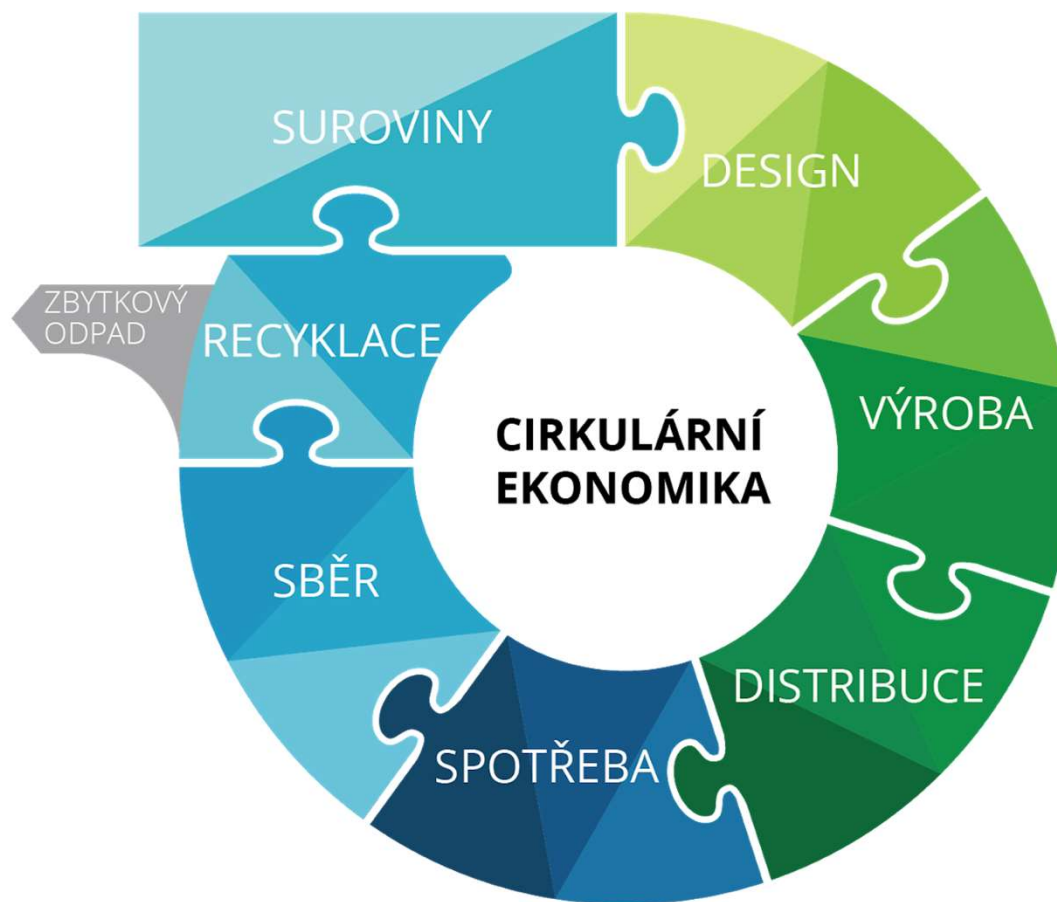 SUROVINY
DESIGN
VÝROBA
DISTRIBUCE
SPOTŘEBA
SBĚR
RECYKLACE
ZBYTKOVÝ
ODPAD
CIRKULÁRNÍ
EKONOMIKA